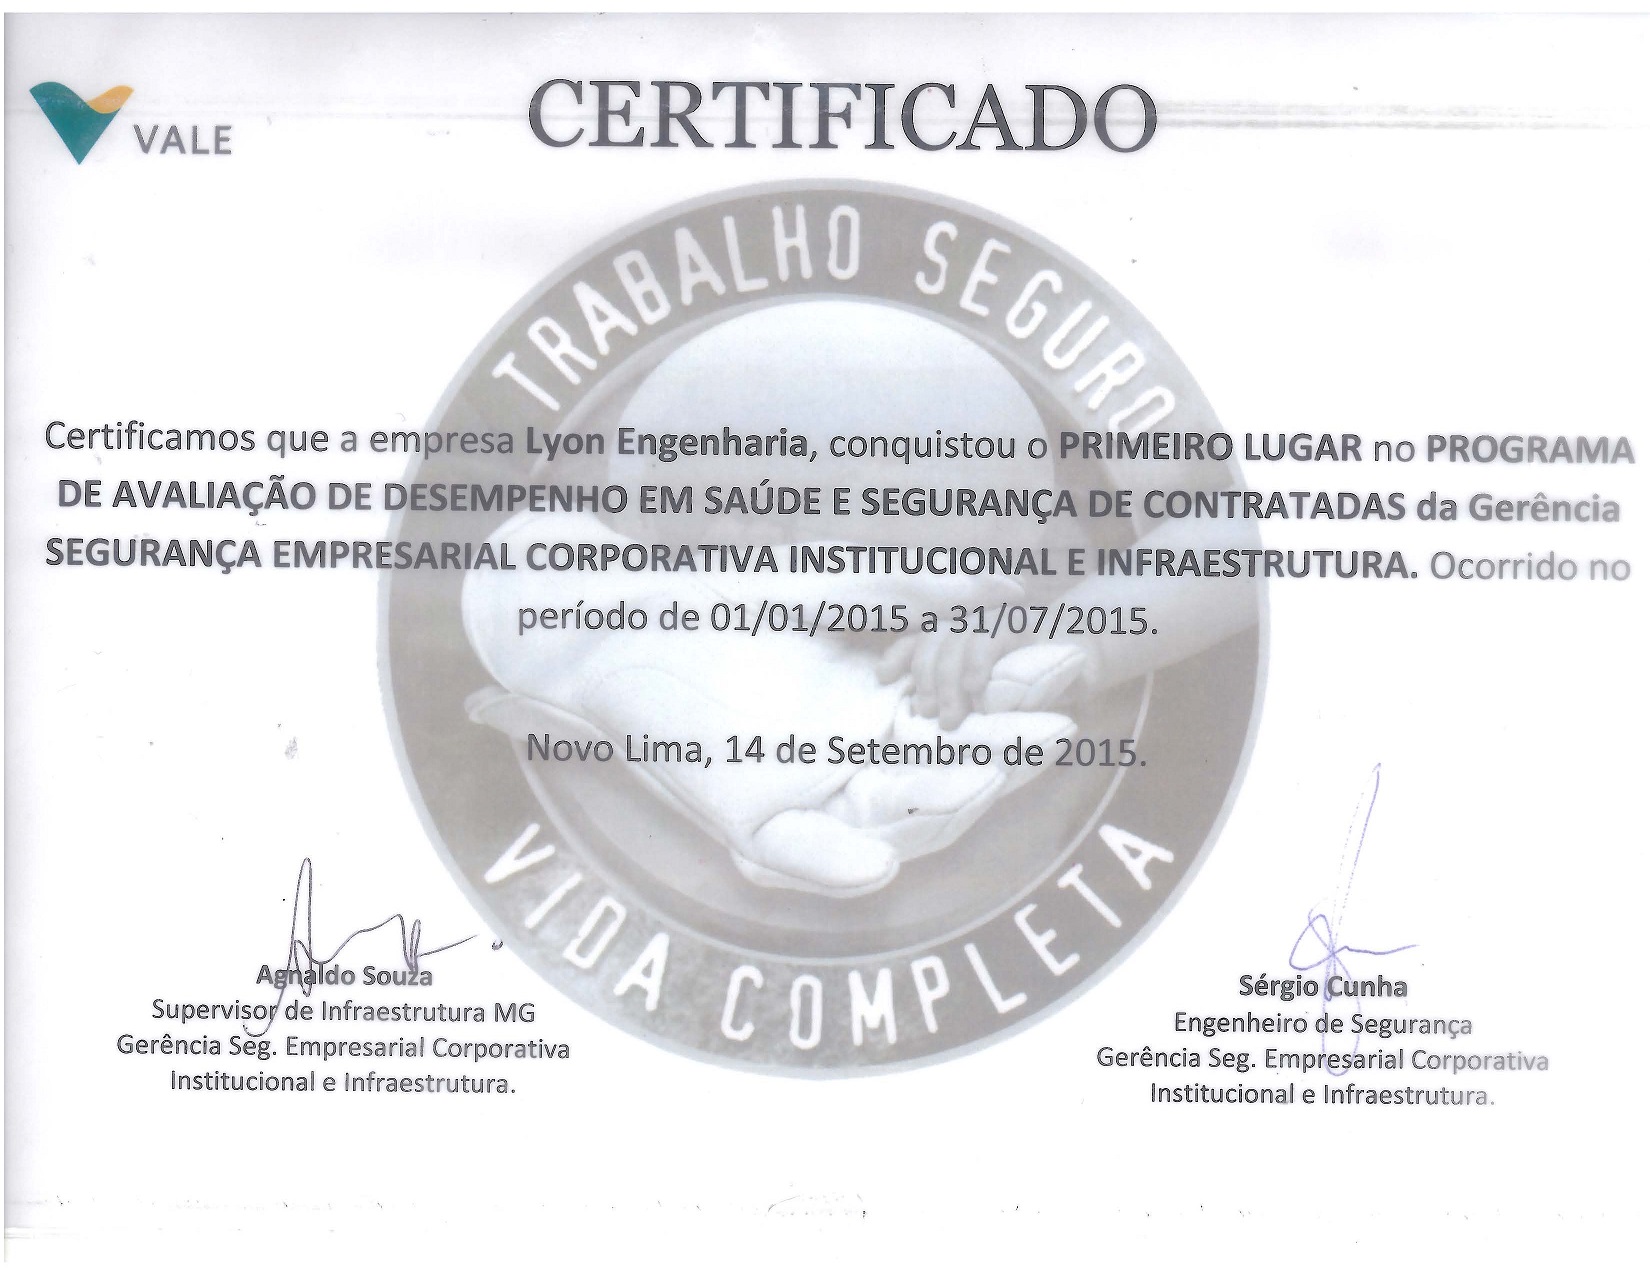 VALE
CERTIFICADO
TRABALHO SEGURO
Certificamos que a empresa Lyon Engenharia, conquistou o PRIMEIRO LUGAR no PROGRAMA
DE AVALIAÇÃO DE DESEMPENHO EM SAÚDE E SEGURANÇA DE CONTRATADAS da Gerência
SEGURANÇA EMPRESARIAL CORPORATIVA INSTITUCIONAL E INFRAESTRUTURA. Ocorrido no
período de 01/01/2015 a 31/07/2015.
Novo Lima, 14 de Setembro de 2015.
VIDA COMPLETA
Agnaldo Souza
Supervisor de Infraestrutura MG
Gerência Seg. Empresarial Corporativa
Institucional e Infraestrutura.
Sérgio Cunha
Engenheiro de Segurança
Gerência Seg. Empresarial Corporativa
Institucional e Infraestrutura.